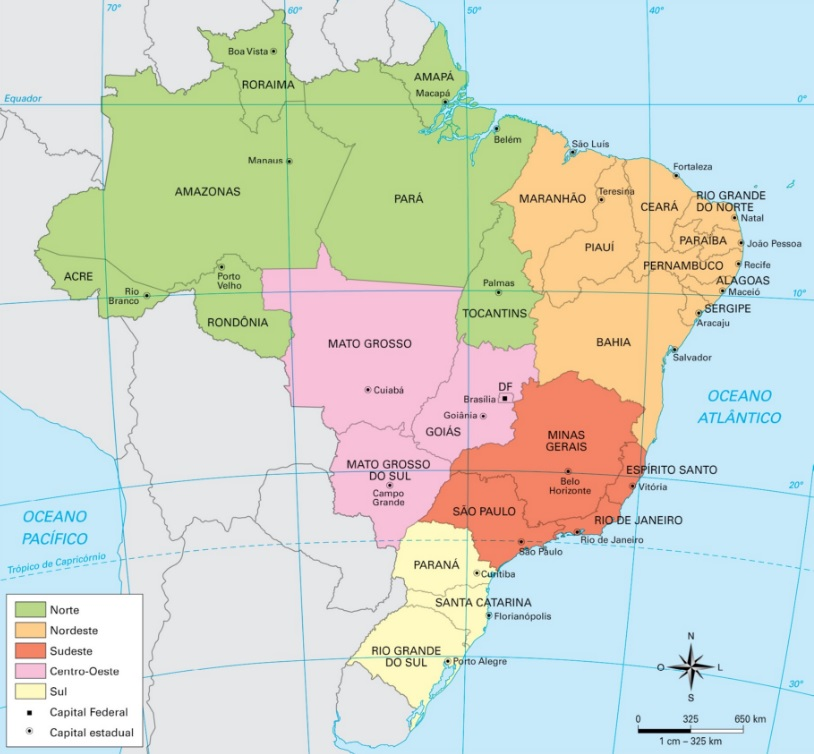 70°
60°
50°
40°
Boa Vista
RORAIMA
AMAPÁ
Macapá
Equador
0°
Belém
São Luís
Manaus
Fortaleza
AMAZONAS
PARÁ
MARANHÃO
Teresina
CEARÁ
RIO GRANDE
DO NORTE
Natal
PIAUÍ
PARAÍBA
João Pessoa
PERNAMBUCO
Recife
ACRE
Rio
Branco
Porto
Velho
Palmas
ALAGOAS
Maceió
10°
RONDÔNIA
TOCANTINS
SERGIPE
Aracaju
MATO GROSSO
BAHIA
Salvador
Cuiabá
DF
Brasília
Goiânia
GOIÁS
OCEANO
ATLÂNTICO
MINAS
GERAIS
MATO GROSSO
DO SUL
Campo
Grande
Belo
Horizonte
ESPÍRITO SANTO
Vitória
20°
SÃO PAULO
RIO DE JANEIRO
Rio de Janeiro
São Paulo
OCEANO
PACÍFICO
Trópico de Capricórnio
PARANÁ
Curitiba
SANTA CATARINA
Florianópolis
RIO GRANDE
DO SUL
Porto Alegre
30°
Norte
Nordeste
Sudeste
Centro-Oeste
Sul
Capital Federal
Capital estadual
N
O
L
S
0 325 650 km
1 cm – 325 km